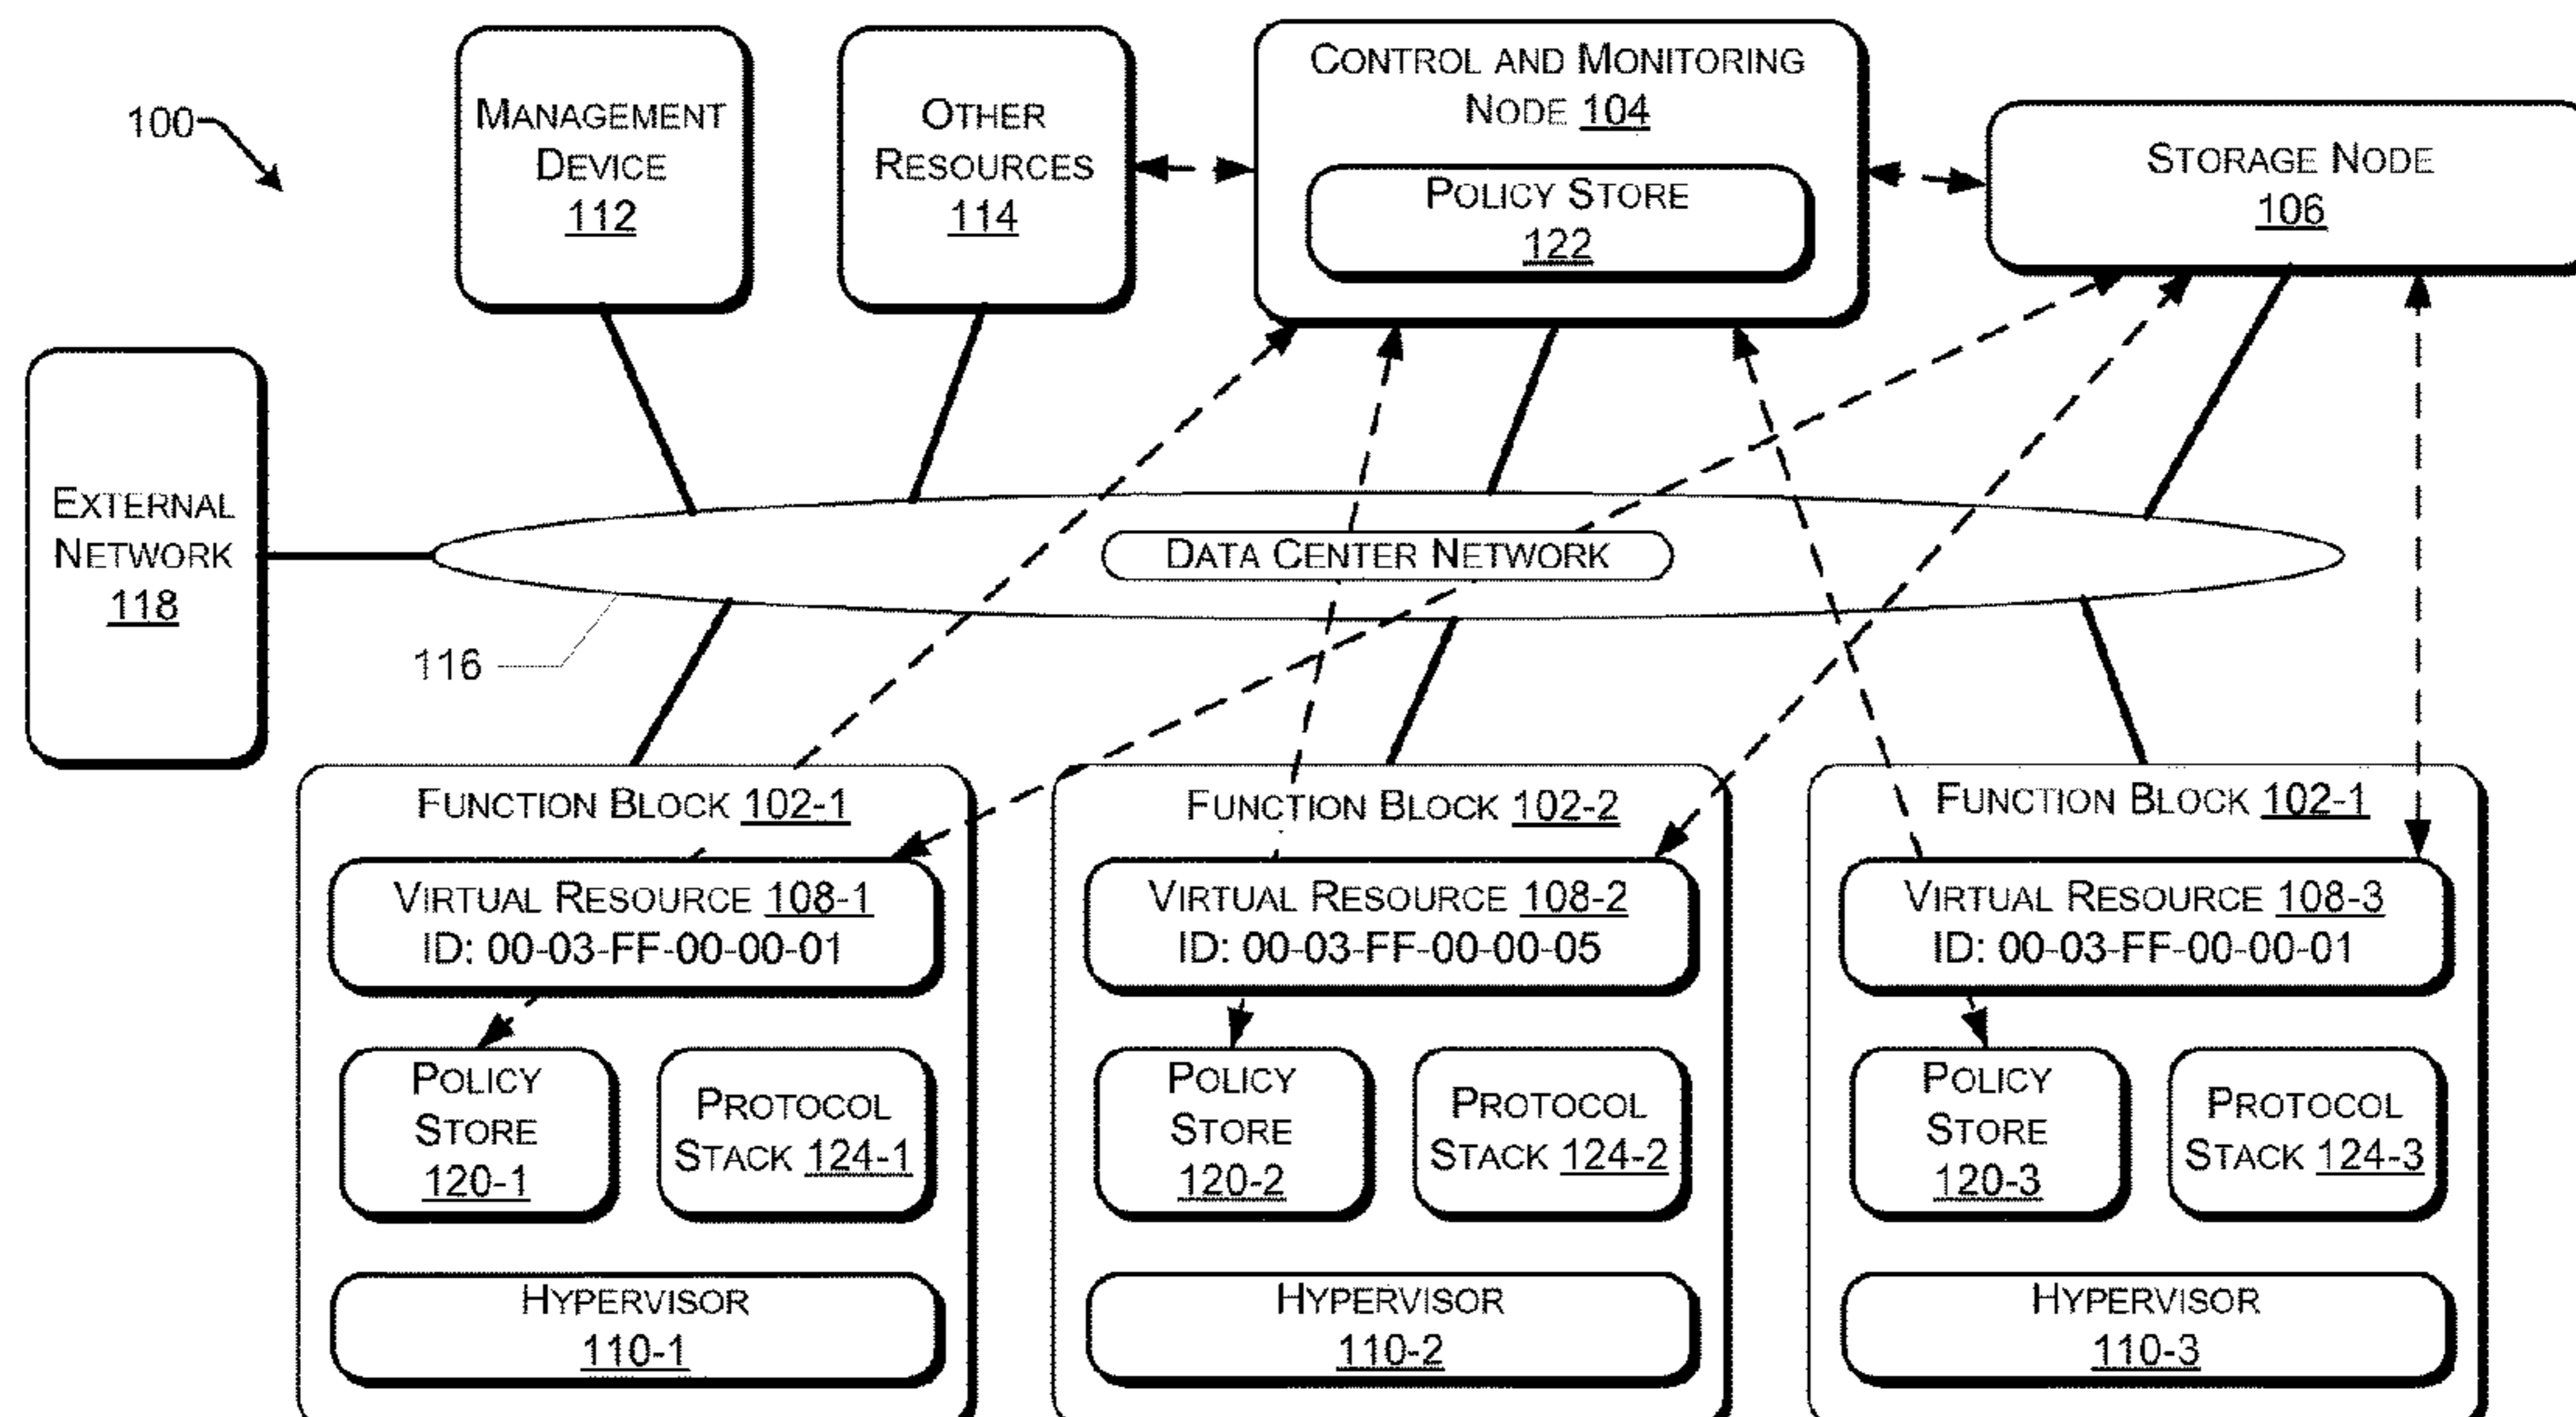 100
MANAGEMENT
DEVICE
112
OTHER
RESOURCES
114
CONTROL AND MONITORING
NODE 104
POLICY STORE
122
STORAGE NODE
106
EXTERNAL
NETWORK
118
DATA CENTER NETWORK
116
FUNCTION BLOCK 102-1
VIRTUAL RESOURCE 108-1
ID: 00-03-FF-00-00-01
POLICY
STORE
120-1
PROTOCOL
STACK 124-1
HYPERVISOR
110-1
FUNCTION BLOCK 102-2
VIRTUAL RESOURCE 108-2
ID: 00-03-FF-00-00-05
POLICY
STORE
120-2
PROTOCOL
STACK 124-2
HYPERVISOR
110-2
FUNCTION BLOCK 102-1
VIRTUAL RESOURCE 108-3
ID: 00-03-FF-00-00-01
POLICY
STORE
120-3
PROTOCOL
STACK 124-3
HYPERVISOR
110-3